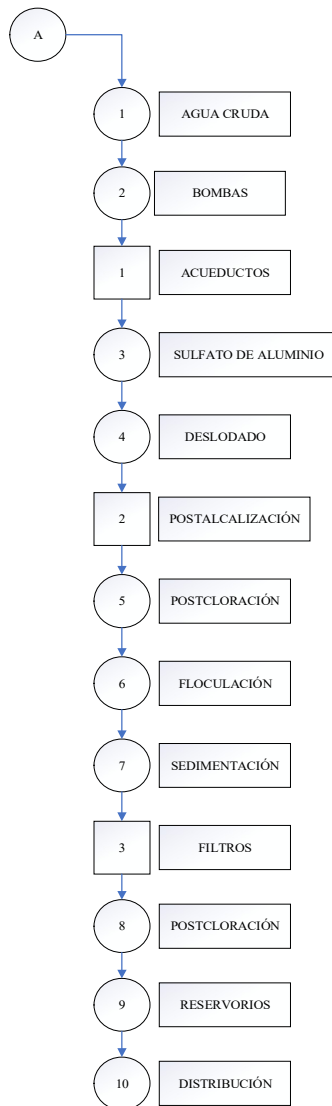 A
1 AGUA CRUDA
2 BOMBAS
1 ACUEDUCTOS
3 SULFATO DE ALUMINIO
4 DESLODADO
2 POSTALCALIZACIÓN
5 POSTCLORACIÓN
6 FLOCULACIÓN
7 SEDIMENTACIÓN
3 FILTROS
8 POSTCLORACIÓN
9 RESERVORIOS
10 DISTRIBUCIÓN